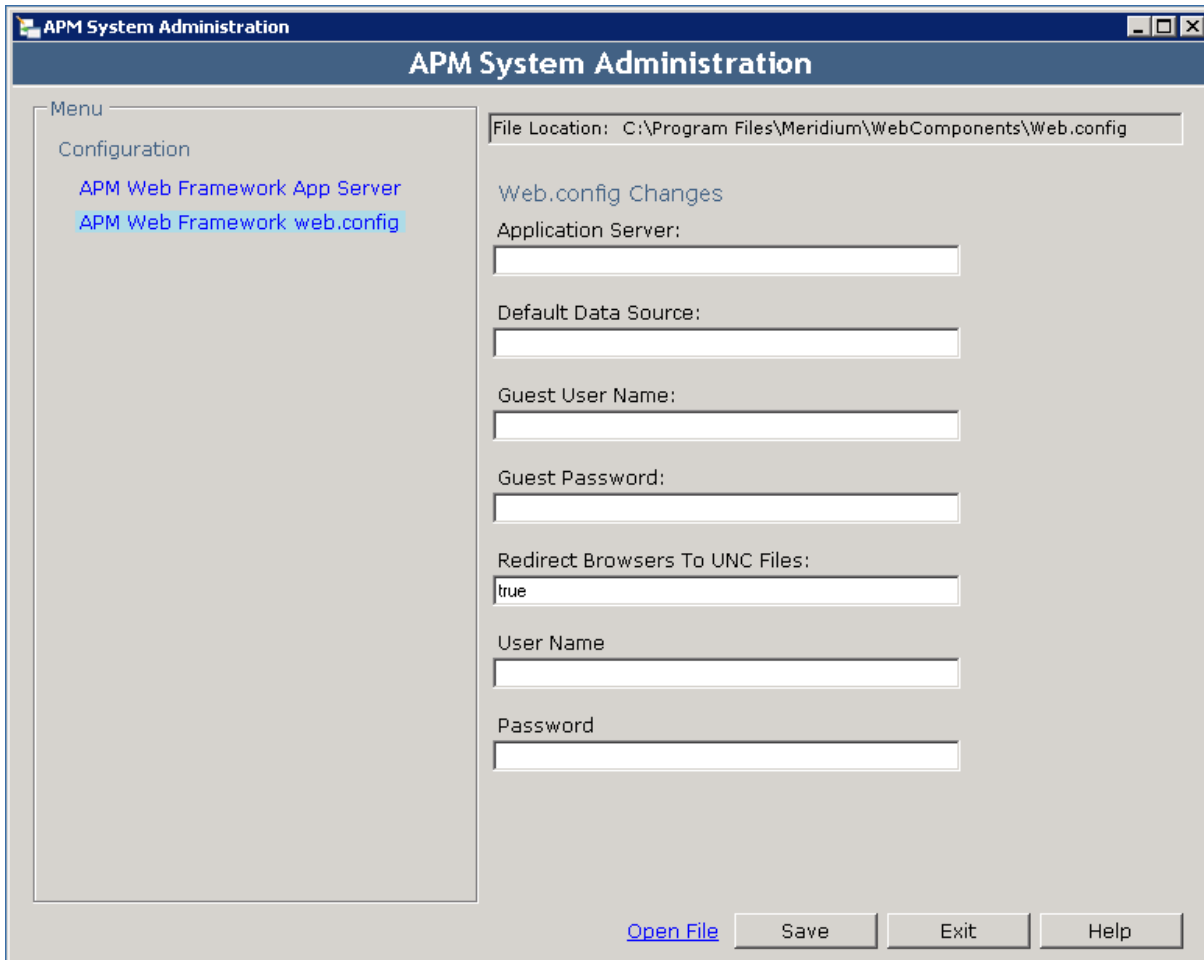 APM System Administration
APM System Administration
Menu
Configuration
APM Web Framework App Server
APM Web Framework web.config
File Location:  C:\Program Files\Meridium\WebComponents\Web.config
Web.config Changes
Application Server:
Default Data Source:
Guest User Name:
Guest Password:
Redirect Browsers To UNC Files:
true
User Name
Password
Open File
Save
Exit
Help